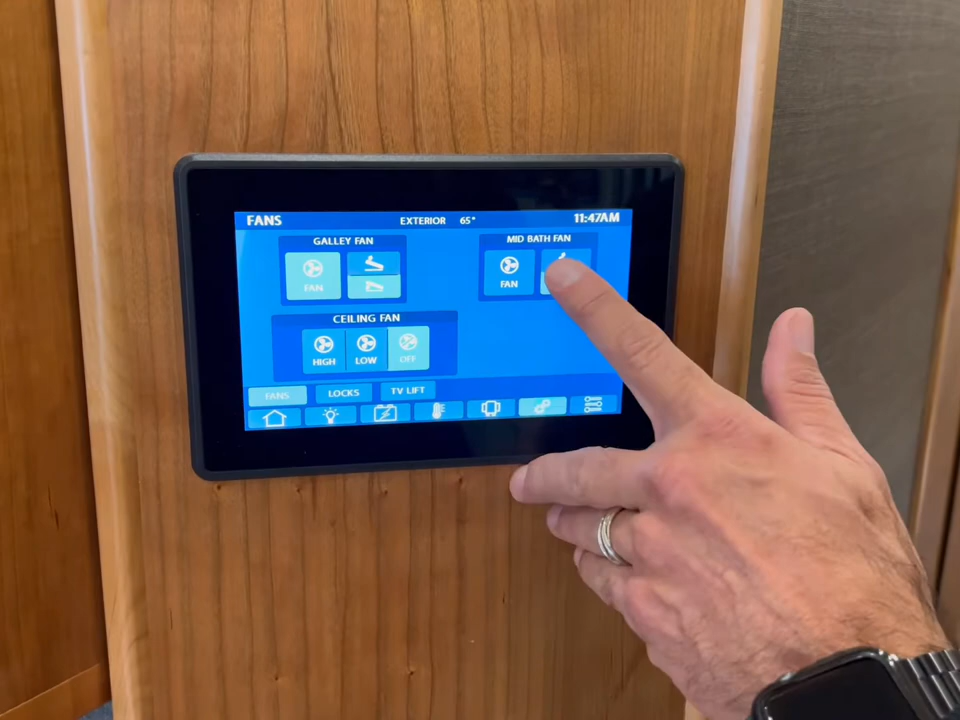 FANS EXTERIOR 65° 11:47AM
GALLEY FAN MID BATH FAN
FAN FAN
CEILING FAN
HIGH LOW OFF
FANS LOCKS TV LIFT